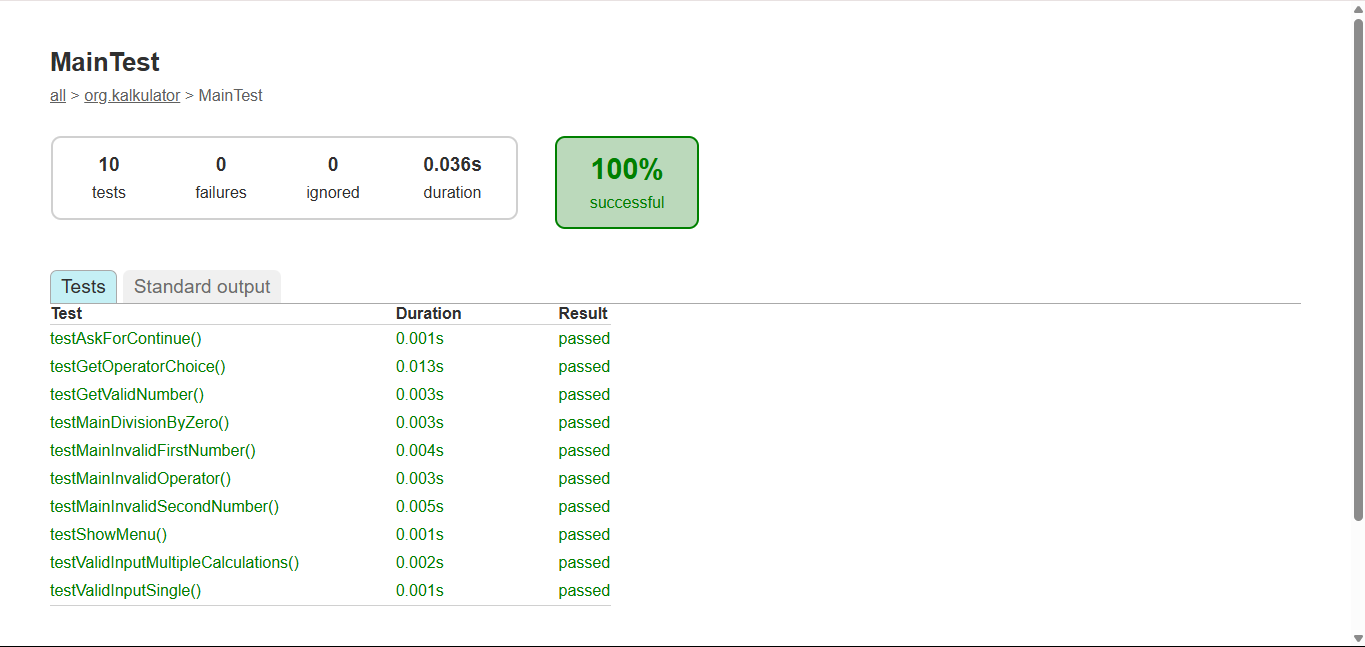 MainTest
all > org.kalkulator > MainTest
10 0 0 0.036s
tests failures ignored duration
100%
successful
Tests Standard output
Test Duration Result
testAskForContinue() 0.001s passed
testGetOperatorChoice() 0.013s passed
testGetValidNumber() 0.003s passed
testMainDivisionByZero() 0.003s passed
testMainInvalidFirstNumber() 0.004s passed
testMainInvalidOperator() 0.003s passed
testMainInvalidSecondNumber() 0.005s passed
testShowMenu() 0.001s passed
testValidInputMultipleCalculations() 0.002s passed
testValidInputSingle() 0.001s passed